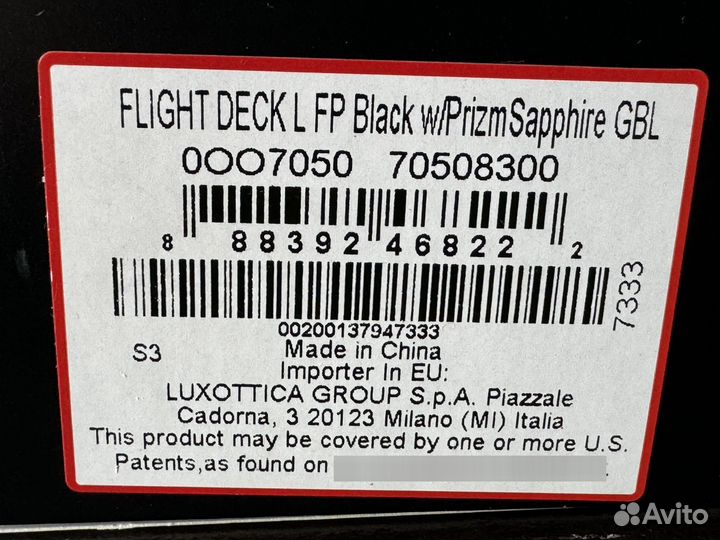 FLIGHT DECK L FP Black w/PrizmSapphire GBL
0OO7050 70508300
8 88392 46822 2
7333
00200137947333
S3
Made in China
Importer In EU:
LUXOTTICA GROUP S.p.A. Piazzale
Cadorna, 3 20123 Milano (MI) Italia
This product may be covered by one or more U.S.
Patents,as found on .
Avito